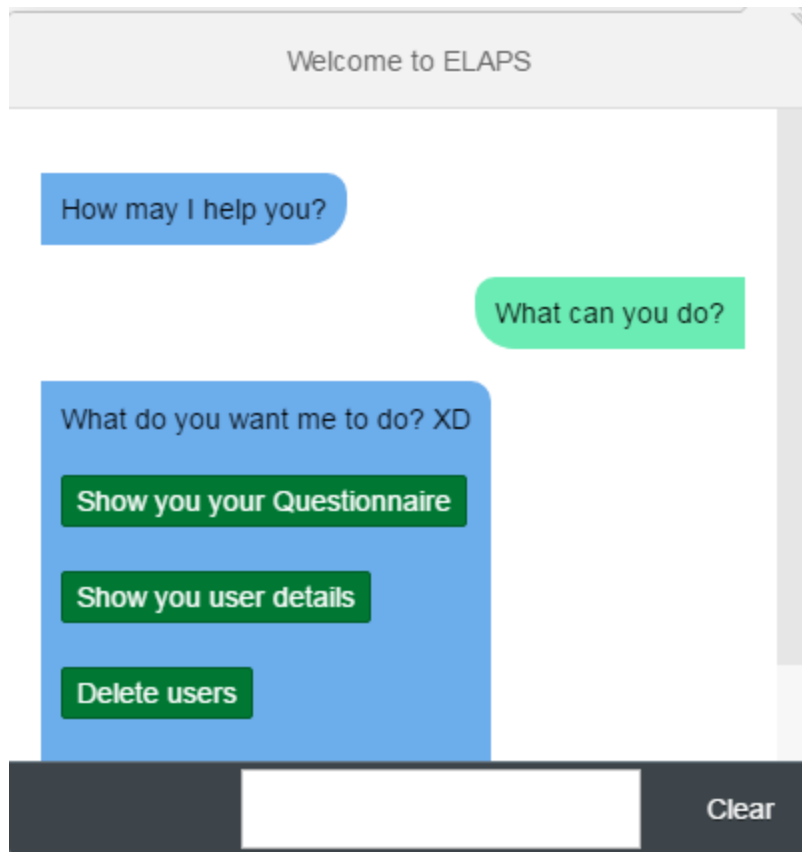 Welcome to ELAPS
How may I help you?
What can you do?
What do you want me to do? XD
Show you your Questionnaire
Show you user details
Delete users
Clear